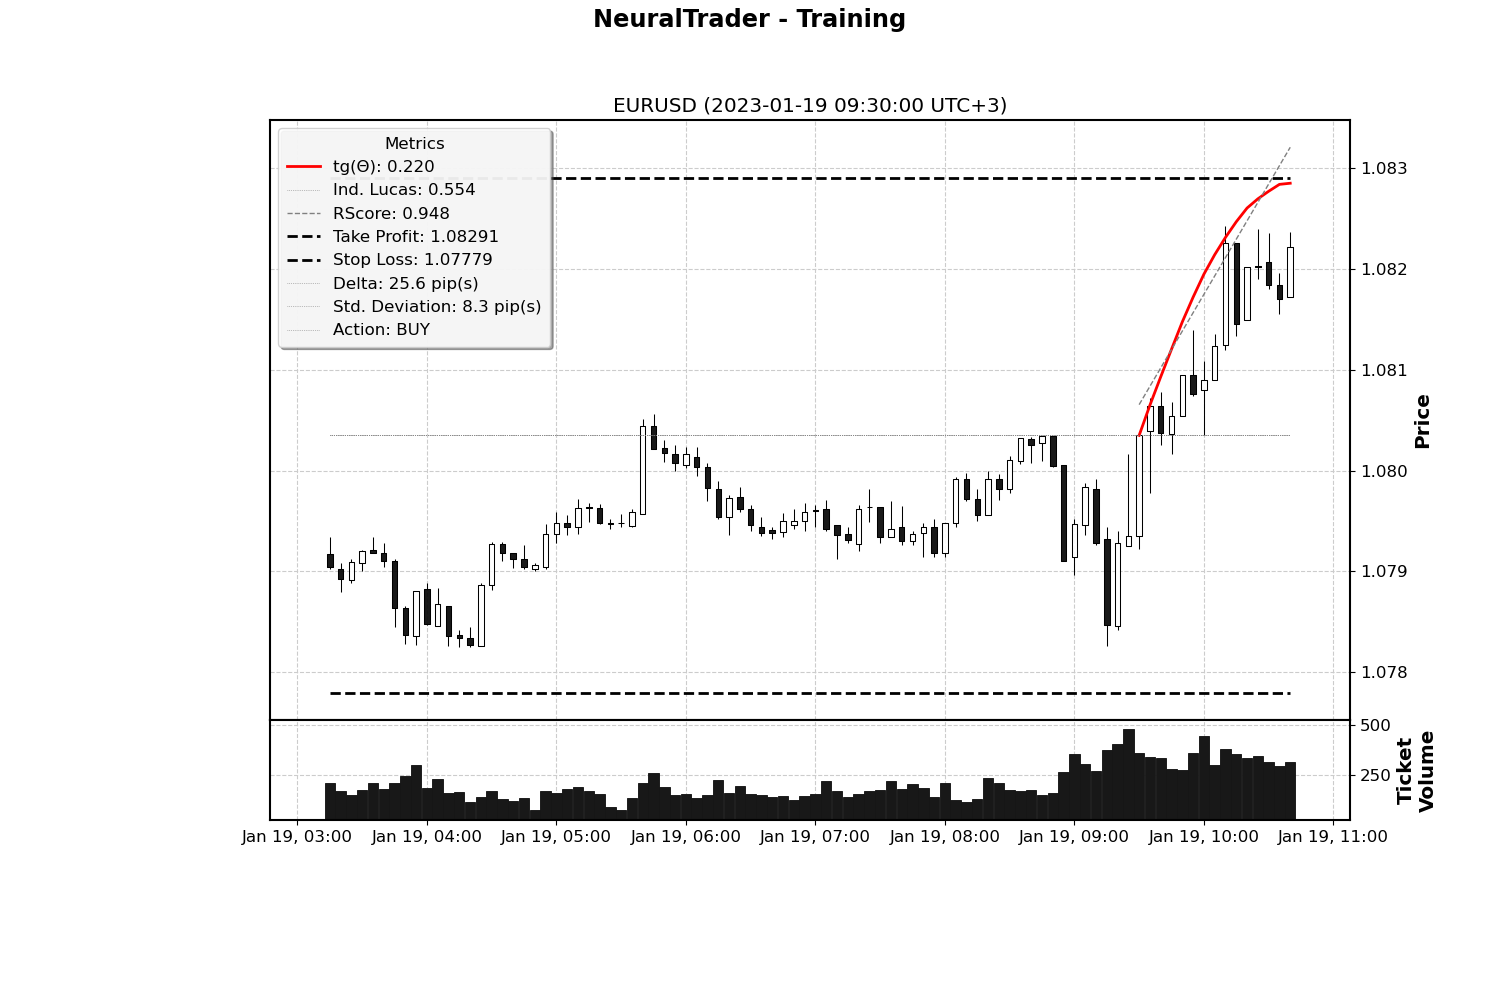 NeuralTrader - Training
EURUSD (2023-01-19 09:30:00 UTC+3)
Metrics
tg(Θ): 0.220
Ind. Lucas: 0.554
RScore: 0.948
Take Profit: 1.08291
Stop Loss: 1.07779
Delta: 25.6 pip(s)
Std. Deviation: 8.3 pip(s)
Action: BUY
1.083
1.082
1.081
1.080
1.079
1.078
Price
500
250
Ticket
Volume
Jan 19, 03:00 Jan 19, 04:00 Jan 19, 05:00 Jan 19, 06:00 Jan 19, 07:00 Jan 19, 08:00 Jan 19, 09:00 Jan 19, 10:00 Jan 19, 11:00